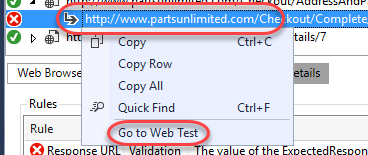 http://www.partsunlimited.com/Checkout/Complete
details/7
Copy Ctrl+C
Copy Row
Copy All
Quick Find Ctrl+F
Go to Web Test
Web Browse
etails
Rules
Rule
Response URL Validation The value of the ExpectedRespon